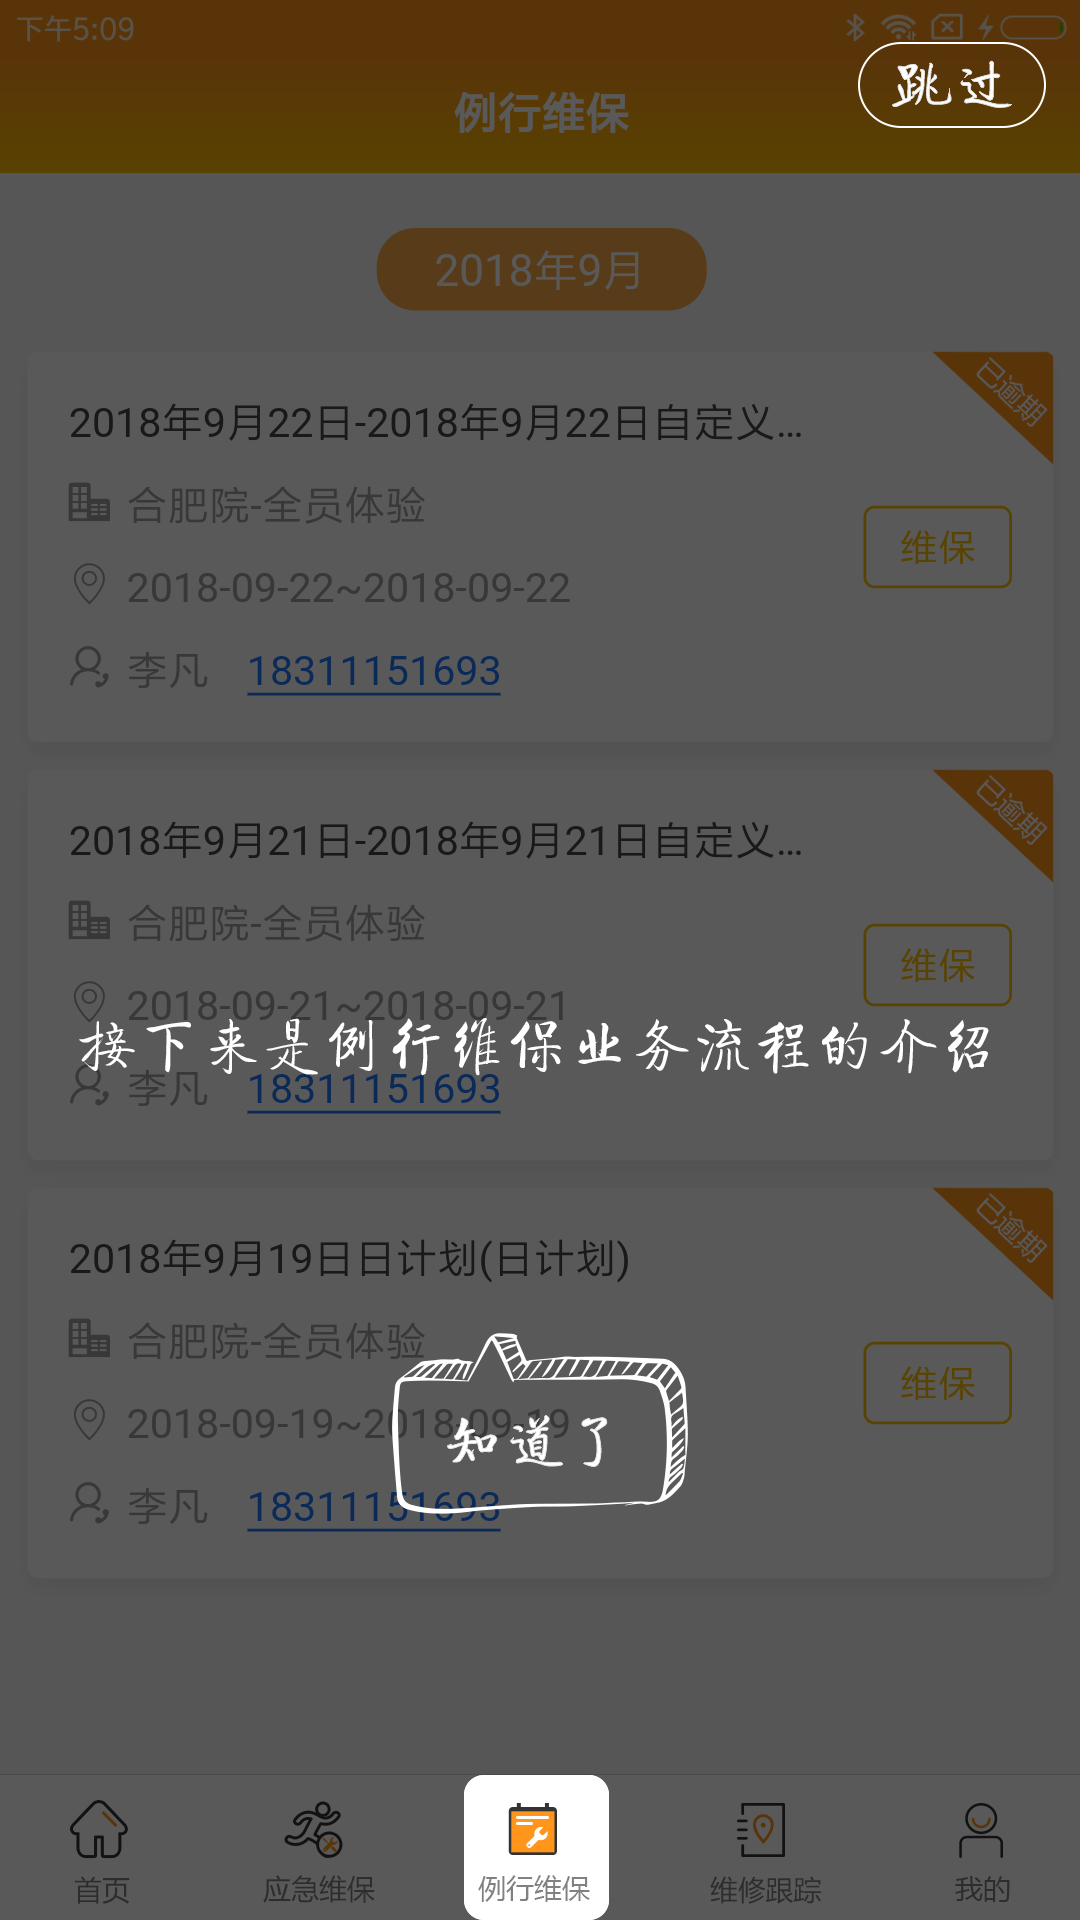 下午5:09
跳过
例行维保
2018年9月
已逾期
2018年9月22日-2018年9月22日自定义...
合肥院-全员体验
维保
2018-09-22~2018-09-22
李凡 18311151693
已逾期
2018年9月21日-2018年9月21日自定义...
合肥院-全员体验
维保
2018-09-21~2018-09-21
接下来是例行维保业务流程的介绍
李凡 18311151693
已逾期
2018年9月19日日计划(日计划)
合肥院-全员体验
维保
2018-09-19~2018-09-19
知道了
李凡 18311151693
首页 应急维保 例行维保 维修跟踪 我的